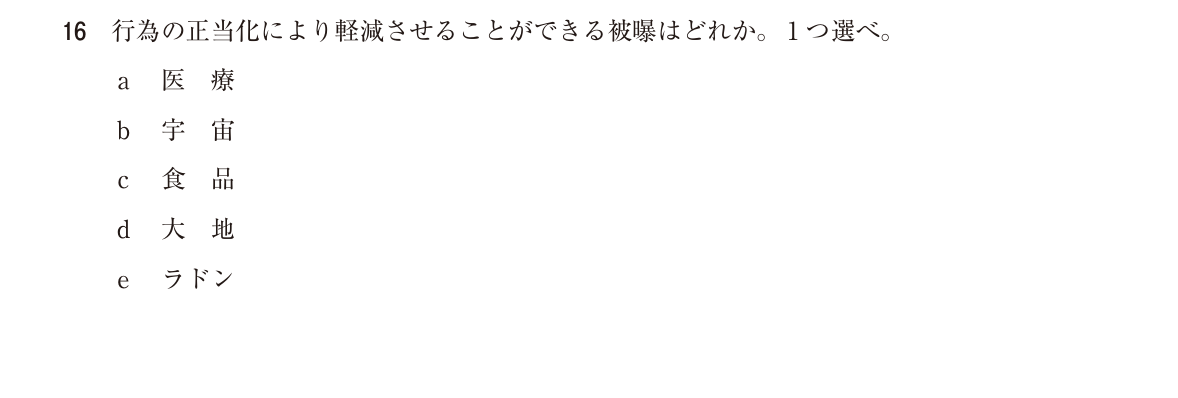 16 行為の正当化により軽減させることができる被曝はどれか。1つ選べ。
a 医 療
b 宇 宙
c 食 品
d 大 地
e ラドン